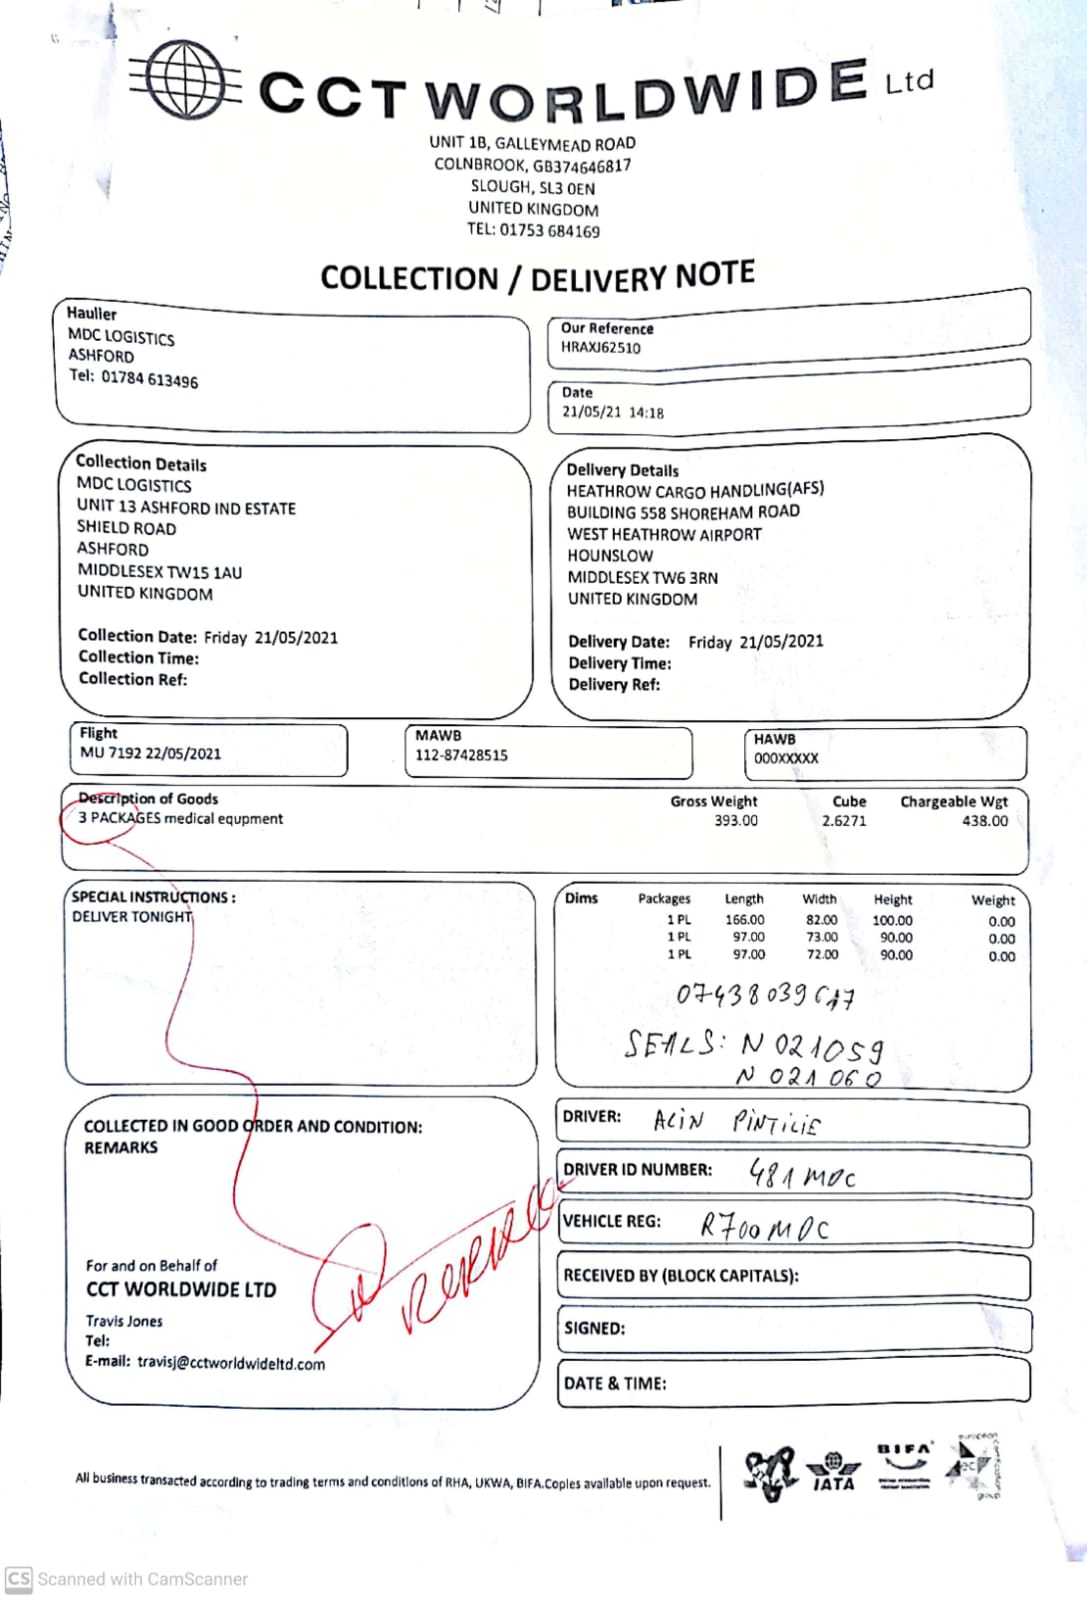 CCT WORLDWIDE Ltd
UNIT 1B, GALLEYMEAD ROAD
COLNBROOK, GB374646817
SLOUGH, SL3 0EN
UNITED KINGDOM
TEL: 01753 684169
COLLECTION / DELIVERY NOTE
Haulier
MDC LOGISTICS
ASHFORD
Tel: 01784 613496
Our Reference
HRAXJ62510
Date
21/05/21 14:18
Collection Details
MDC LOGISTICS
UNIT 13 ASHFORD IND ESTATE
SHIELD ROAD
ASHFORD
MIDDLESEX TW15 1AU
UNITED KINGDOM
Collection Date: Friday 21/05/2021
Collection Time:
Collection Ref:
Delivery Details
HEATHROW CARGO HANDLING(AFS)
BUILDING 558 SHOREHAM ROAD
WEST HEATHROW AIRPORT
HOUNSLOW
MIDDLESEX TW6 3RN
UNITED KINGDOM
Delivery Date: Friday 21/05/2021
Delivery Time:
Delivery Ref:
Flight
MU 7192 22/05/2021
MAWB
112-87428515
HAWB
000XXXXX
Description of Goods Gross Weight Cube Chargeable Wgt
3 PACKAGES medical equpment 393.00 2.6271 438.00
SPECIAL INSTRUCTIONS :
DELIVER TONIGHT
Dims Packages Length Width Height Weight
1 PL 166.00 82.00 100.00 0.00
1 PL 97.00 73.00 90.00 0.00
1 PL 97.00 72.00 90.00 0.00
SEALS: N 021059
N 021060
COLLECTED IN GOOD ORDER AND CONDITION:
REMARKS
For and on Behalf of
CCT WORLDWIDE LTD
Travis Jones
Tel:
E-mail: travisj@cctworldwideltd.com
DRIVER: ALIN PINTILIE
DRIVER ID NUMBER: 481 MDC
VEHICLE REG: R700MDC
RECEIVED BY (BLOCK CAPITALS):
SIGNED:
DATE & TIME:
All business transacted according to trading terms and conditions of RHA, UKWA, BIFA.Copies available upon request.
IATA
BIFA
CS Scanned with CamScanner